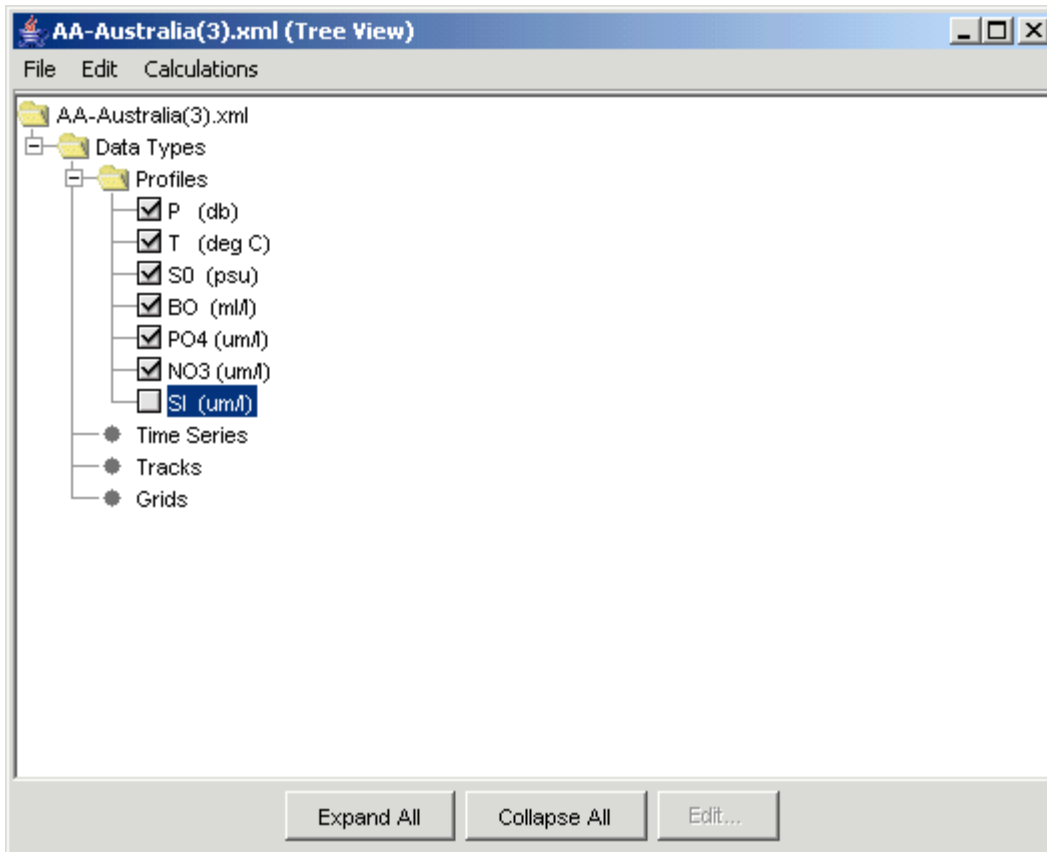 AA-Australia(3).xml (Tree View)
File Edit Calculations
AA-Australia(3).xml
Data Types
Profiles
P (db)
T (deg C)
S0 (psu)
BO (ml/l)
PO4 (um/l)
NO3 (um/l)
SI (um/l)
Time Series
Tracks
Grids
Expand All Collapse All Edit...